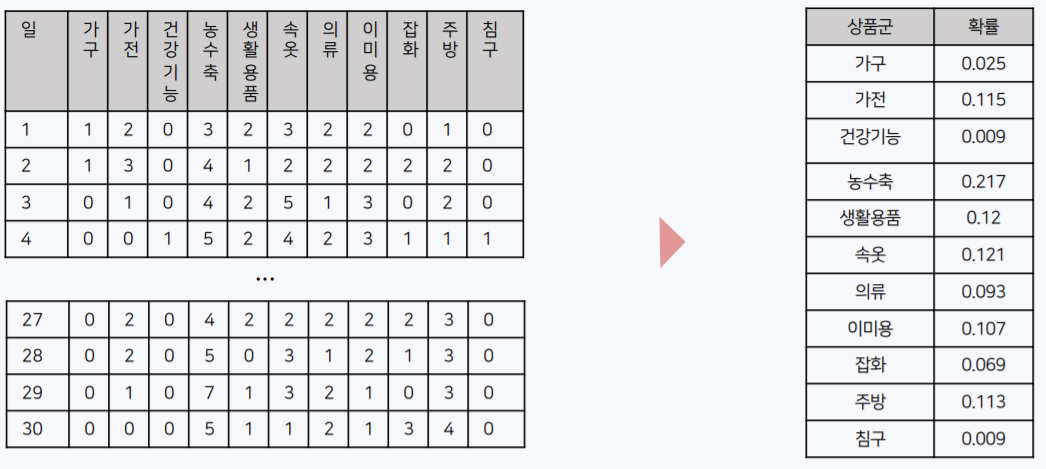 일 가구 가전 건강기능 농수축 생활용품 속옷 의류 이미용 잡화 주방 침구
1 1 2 0 3 2 3 2 2 0 1 0
2 1 3 0 4 1 2 2 2 2 2 0
3 0 1 0 4 2 5 1 3 0 2 0
4 0 0 1 5 2 4 2 3 1 1 1
...
27 0 2 0 4 2 2 2 2 2 3 0
28 0 2 0 5 0 3 1 2 1 3 0
29 0 1 0 7 1 3 2 1 0 3 0
30 0 0 0 5 1 1 2 1 3 4 0
상품군 확률
가구 0.025
가전 0.115
건강기능 0.009
농수축 0.217
생활용품 0.12
속옷 0.121
의류 0.093
이미용 0.107
잡화 0.069
주방 0.113
침구 0.009